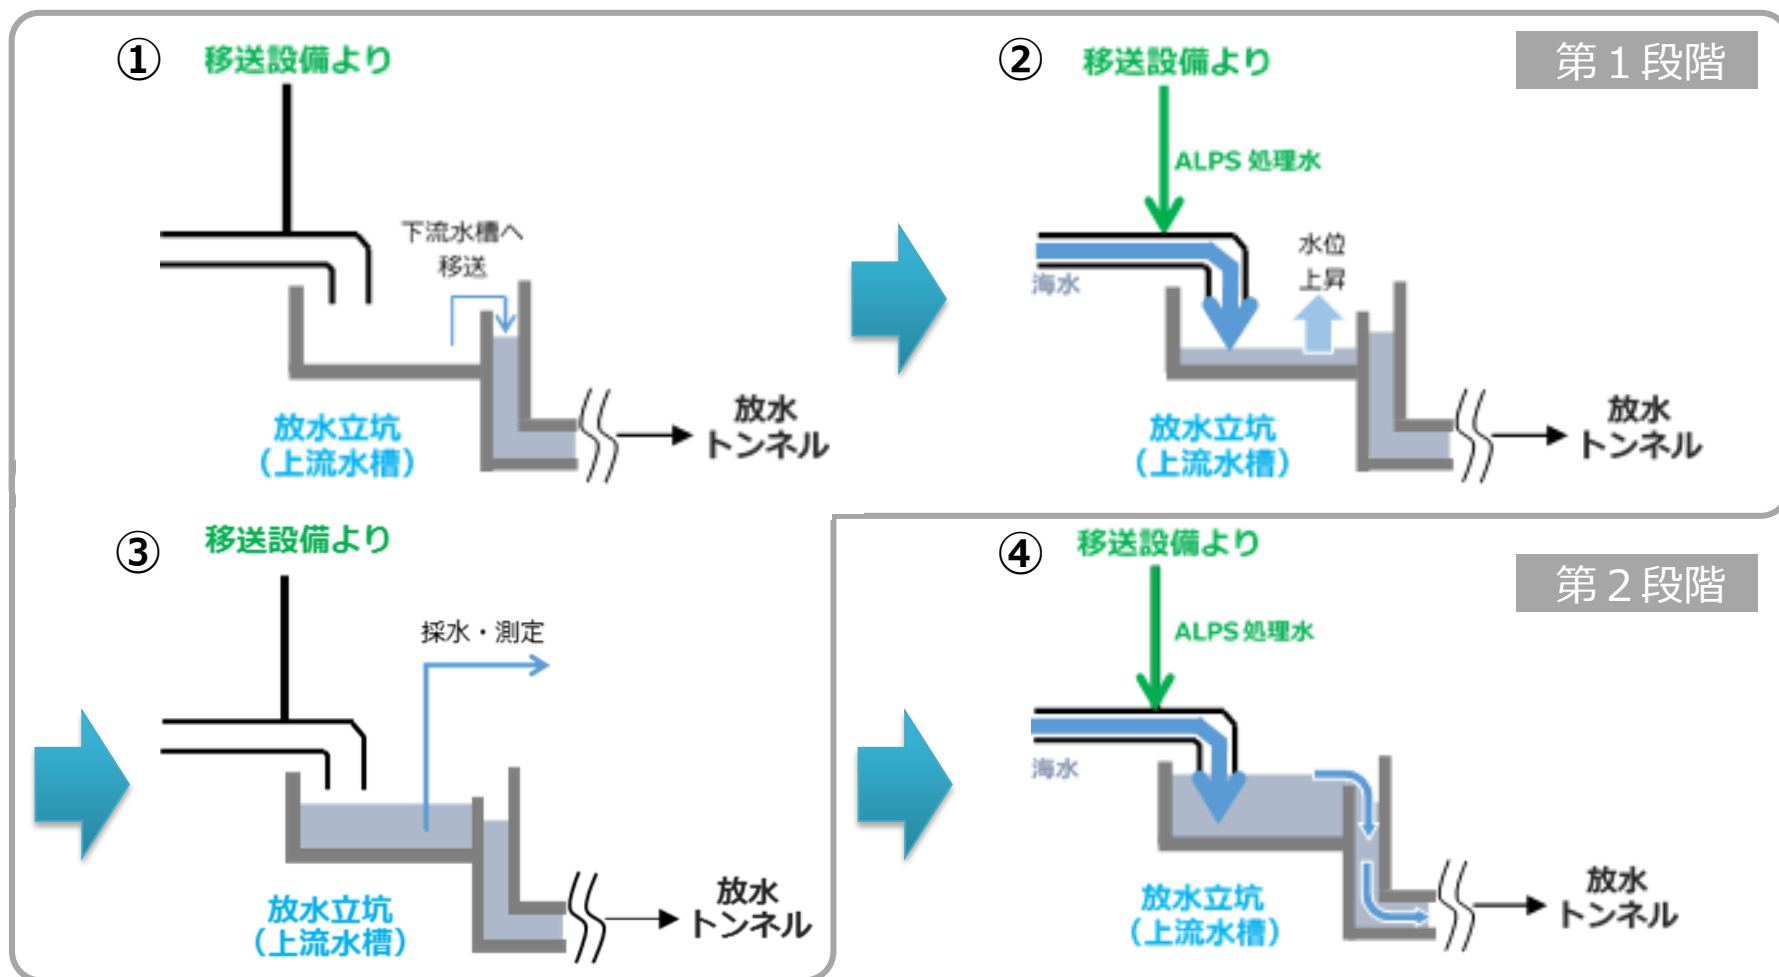 ①
移送設備より
下流水槽へ
移送
放水立坑
（上流水槽）
放水
トンネル
②
移送設備より
第１段階
ALPS 処理水
海水
水位
上昇
放水立坑
（上流水槽）
放水
トンネル
③
移送設備より
採水・測定
放水立坑
（上流水槽）
放水
トンネル
④
移送設備より
第２段階
ALPS 処理水
海水
放水立坑
（上流水槽）
放水
トンネル